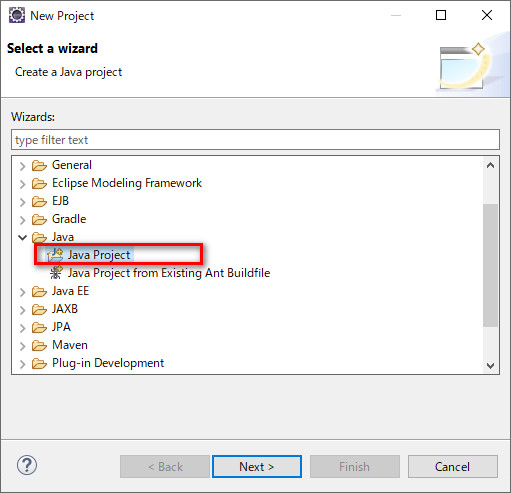 New Project
Select a wizard
Create a Java project
Wizards:
type filter text
General
Eclipse Modeling Framework
EJB
Gradle
Java
Java Project
Java Project from Existing Ant Buildfile
Java EE
JAXB
JPA
Maven
Plug-in Development
? < Back Next > Finish Cancel